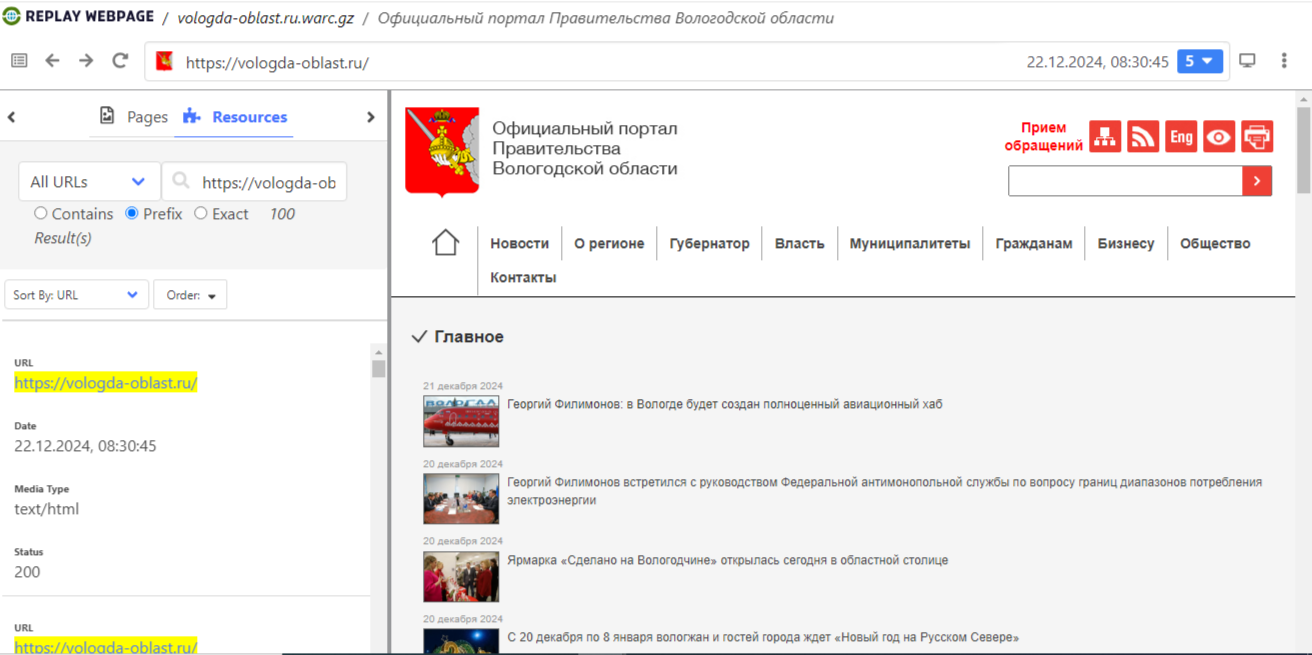 REPLAY WEBPAGE / vologda-oblast.ru.warc.gz / Официальный портал Правительства Вологодской области
https://vologda-oblast.ru/
22.12.2024, 08:30:45
5
Pages
Resources
All URLs
https://vologda-ob
Contains
Prefix
Exact
100
Result(s)
Sort By: URL
Order:
URL
https://vologda-oblast.ru/
Date
22.12.2024, 08:30:45
Media Type
text/html
Status
200
URL
https://vologda-oblast.ru/
Официальный портал
Правительства
Вологодской области
Прием
обращений
Eng
Новости
О регионе
Губернатор
Власть
Муниципалитеты
Гражданам
Бизнесу
Общество
Контакты
Главное
21 декабря 2024
Георгий Филимонов: в Вологде будет создан полноценный авиационный хаб
20 декабря 2024
Георгий Филимонов встретился с руководством Федеральной антимонопольной службы по вопросу границ диапазонов потребления
электроэнергии
20 декабря 2024
Ярмарка «Сделано на Вологодчине» открылась сегодня в областной столице
20 декабря 2024
С 20 декабря по 8 января вологжан и гостей города ждет «Новый год на Русском Севере»